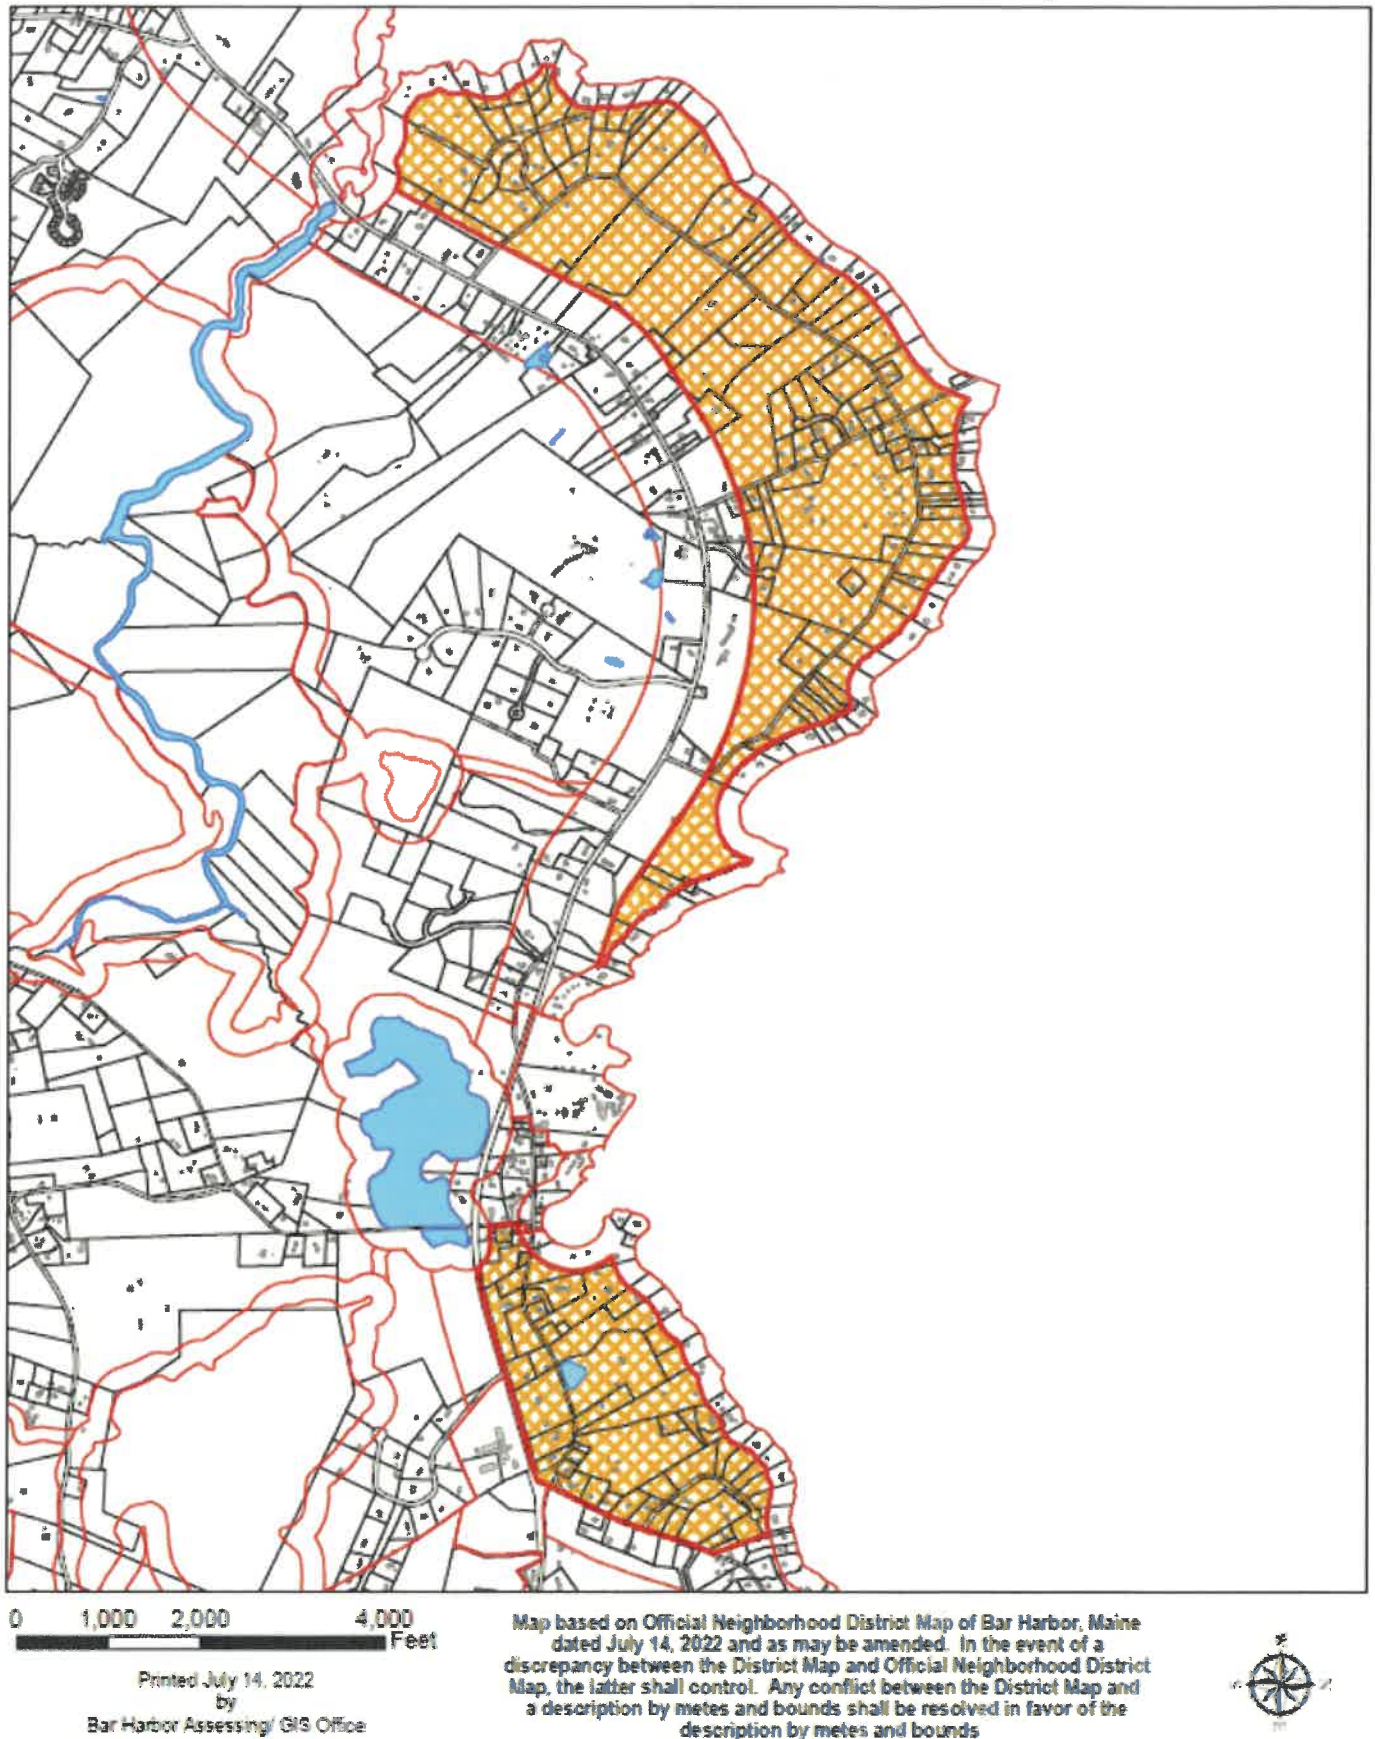 0 1,000 2,000 4,000
Feet
Printed July 14, 2022
by
Bar Harbor Assessing/ GIS Office
Map based on Official Neighborhood District Map of Bar Harbor, Maine
dated July 14, 2022 and as may be amended. In the event of a
discrepancy between the District Map and Official Neighborhood District
Map, the latter shall control. Any conflict between the District Map and
a description by metes and bounds shall be resolved in favor of the
description by metes and bounds